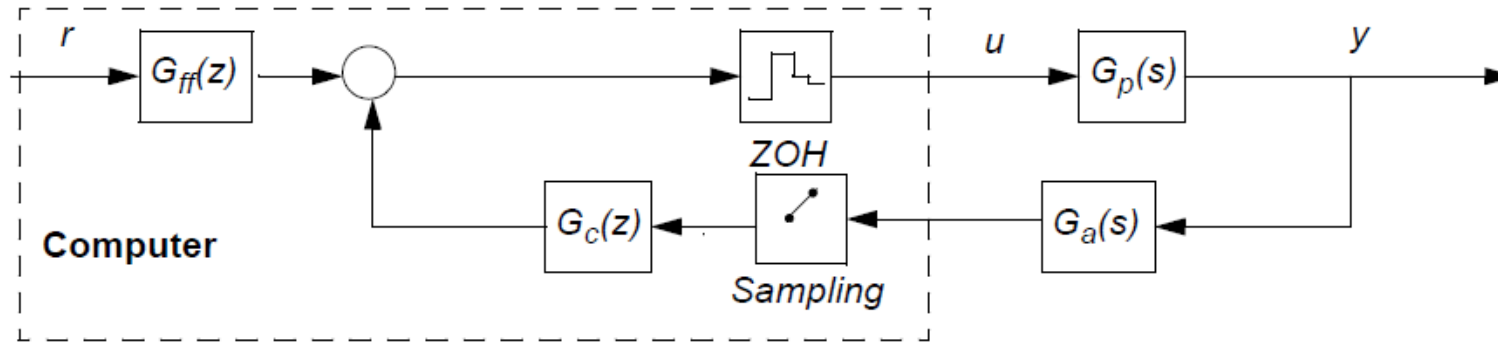 r
G_ff(z)
u
G_p(s)
y
ZOH
G_c(z)
G_a(s)
Computer
Sampling